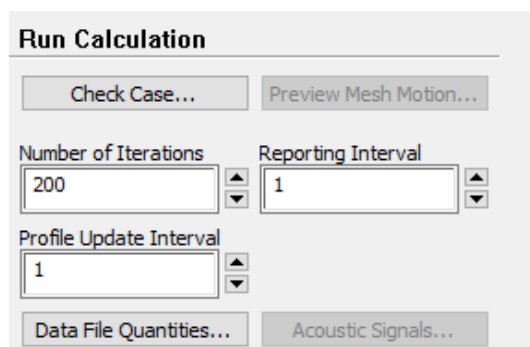 Run Calculation
Check Case... Preview Mesh Motion...
Number of Iterations Reporting Interval
200 1
Profile Update Interval
1
Data File Quantities... Acoustic Signals...